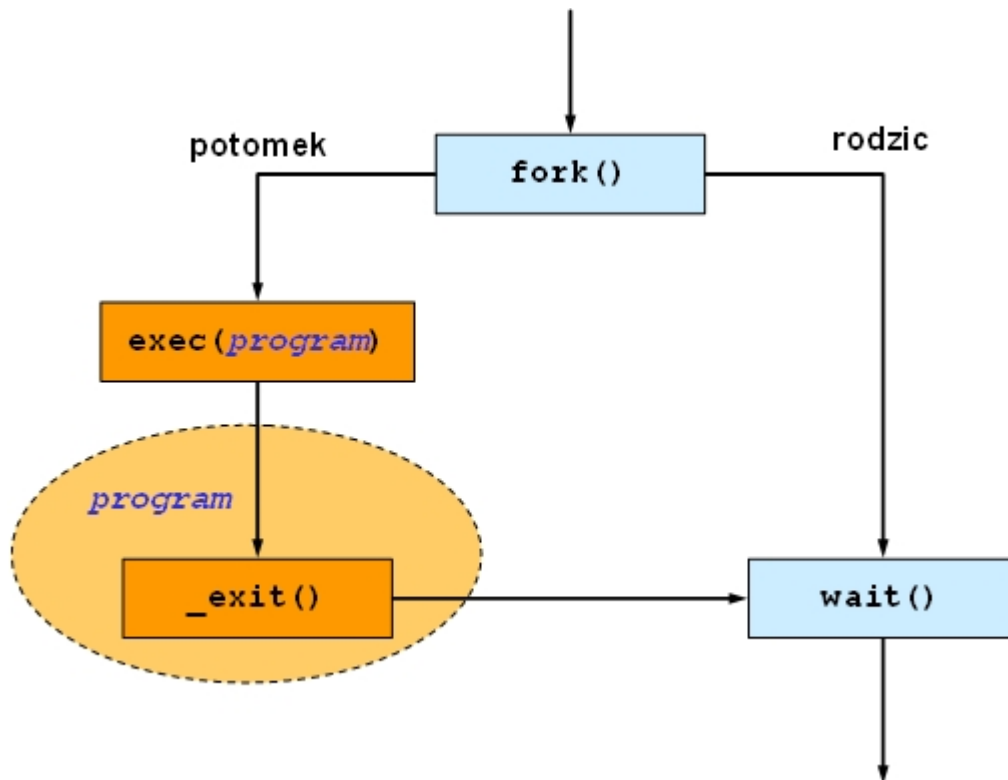 potomek
rodzic
fork()
exec(program)
program
_exit()
wait()